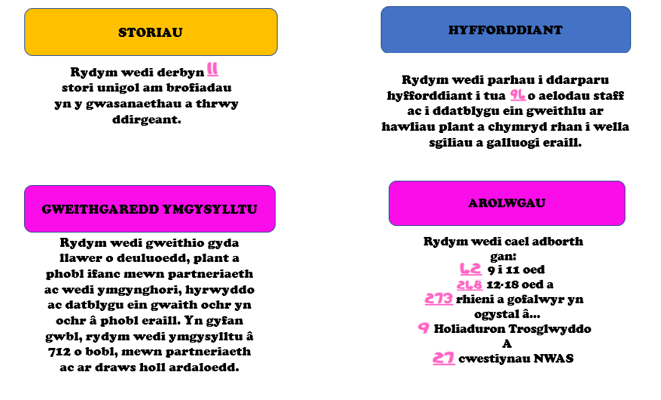 STORIAU
Rydym wedi derbyn 11
stori unigol am brofiadau
yn y gwasanaethau a thrwy
ddirgeant.
HYFFORDDIANT
Rydym wedi parhau i ddarparu
hyfforddiant i tua 96 o aelodau staff
ac i ddatblygu ein gweithlu ar
hawliau plant a chymryd rhan i wella
sgiliau a galluogi eraill.
GWEITHGAREDD YMGYSYLLTU
Rydym wedi gweithio gyda
llawer o deuluoedd, plant a
phobl ifanc mewn partneriaeth
ac wedi ymgynghori, hyrwyddo
ac datblygu ein gwaith ochr yn
ochr â phobl eraill. Yn gyfan
gwbl, rydym wedi ymgysylltu â
712 o bobl, mewn partneriaeth
ac ar draws holl ardaloedd.
AROLWGAU
Rydym wedi cael adborth
gan:
62 9 i 11 oed
268 12-18 oed a
273 rhieni a gofalwyr yn
ogystal â...
9 Holiaduron Trosglwyddo
A
27 cwestiynau NWAS